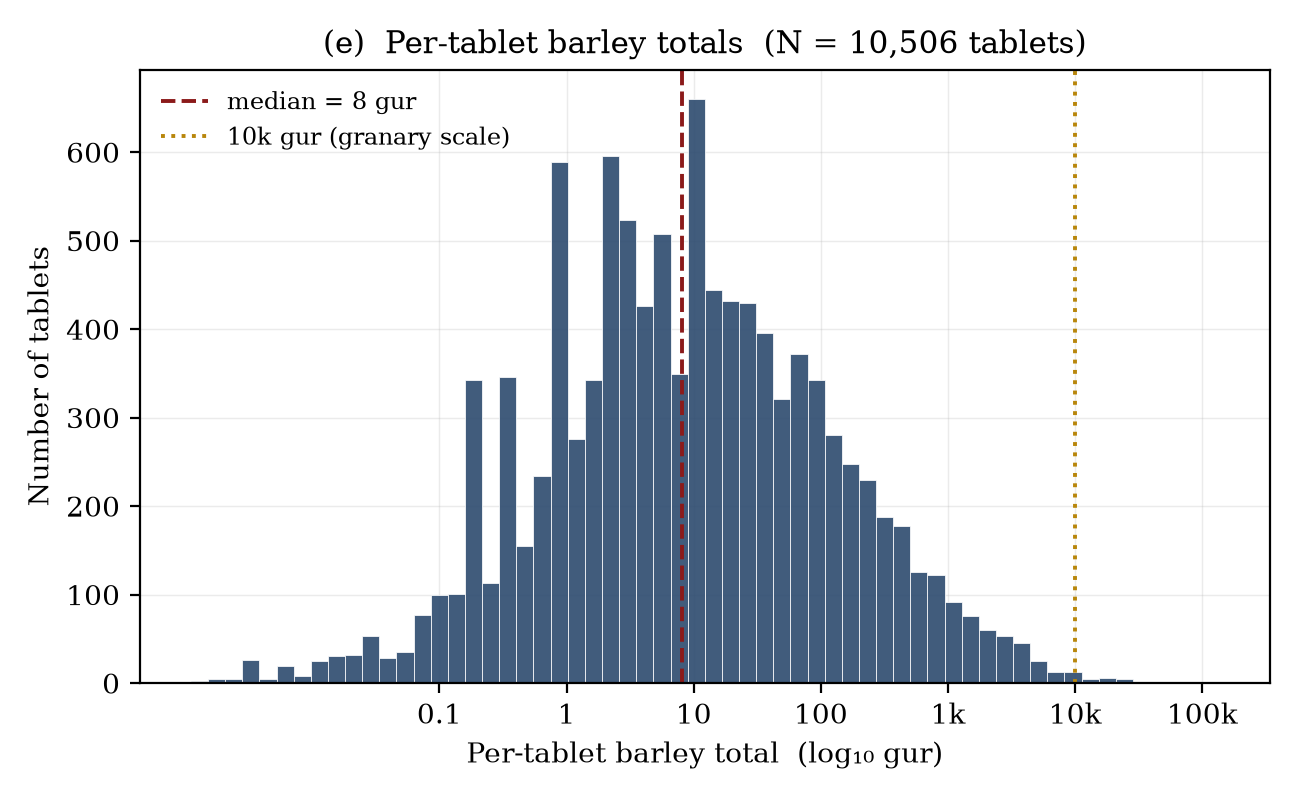 (e)  Per-tablet barley totals  (N = 10,506 tablets)
median = 8 gur
10k gur (granary scale)
Number of tablets
600
500
400
300
200
100
0
0.1 1 10 100 1k 10k 100k
Per-tablet barley total  (log₁₀ gur)